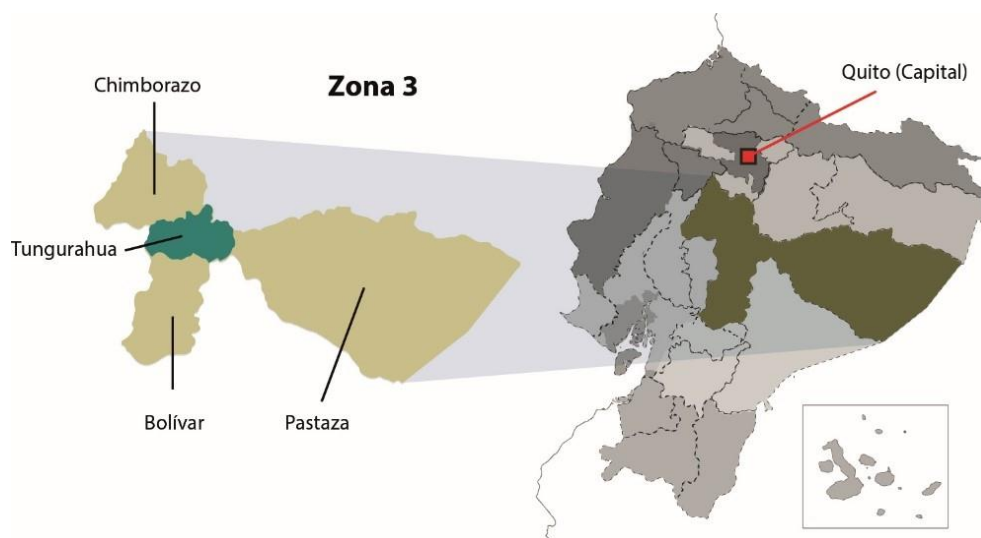 Zona 3
Chimborazo
Quito (Capital)
Tungurahua
Bolívar
Pastaza